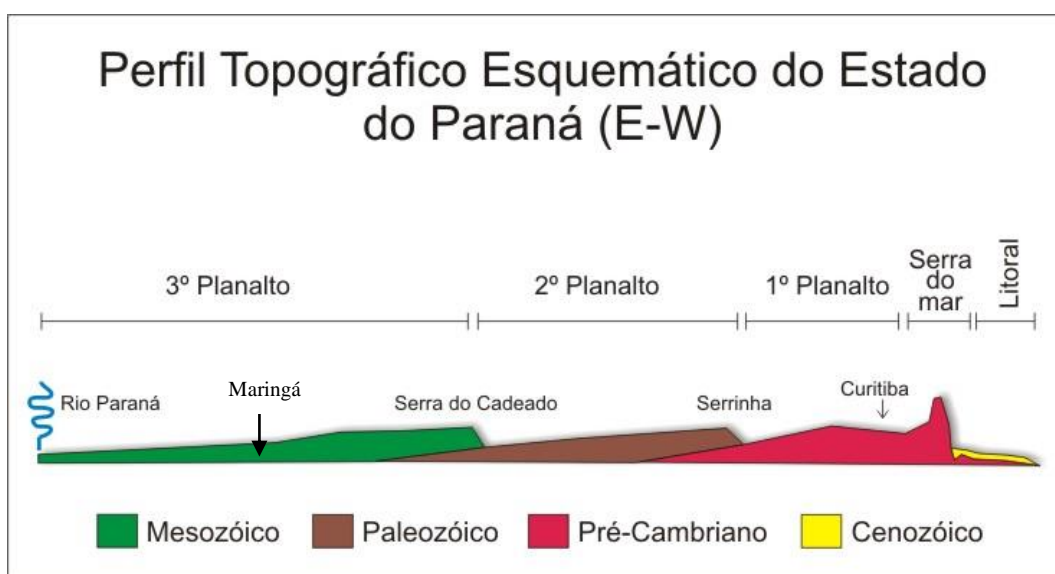 Perfil Topográfico Esquemático do Estado
do Paraná (E-W)
3º Planalto
2º Planalto
1º Planalto
Serra
do
mar
Litoral
Rio Paraná
Maringá
Serra do Cadeado
Serrinha
Curitiba
Mesozóico
Paleozóico
Pré-Cambriano
Cenozóico